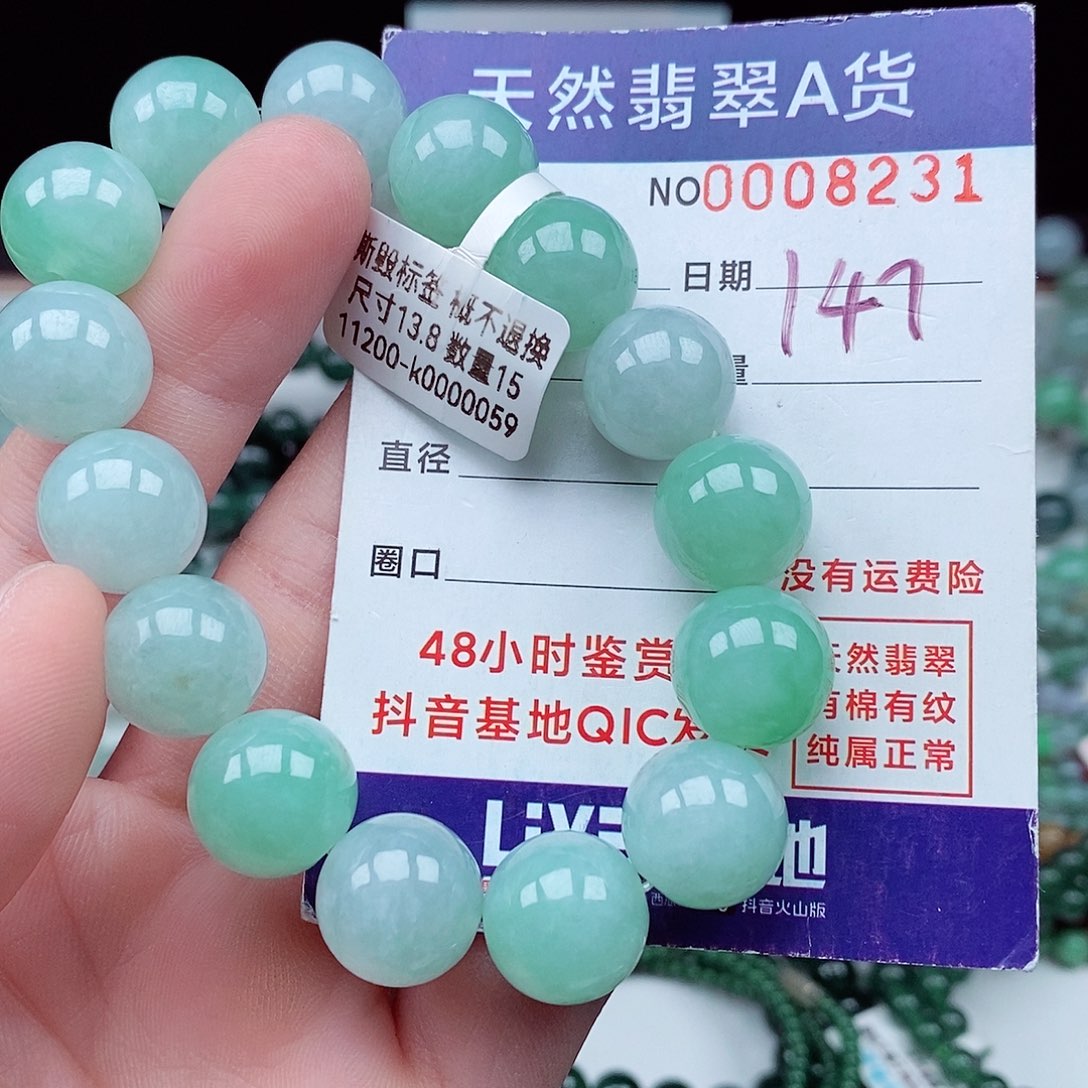 天然翡翠A货
NO0008231
日期 147
斯毁标签 概不退换
尺寸13.8 数量15
11200-k0000059
量
直径
圈口
没有运费险
48小时鉴赏
抖音基地QIC发
天然翡翠
有棉有纹
纯属正常
地
抖音火山版